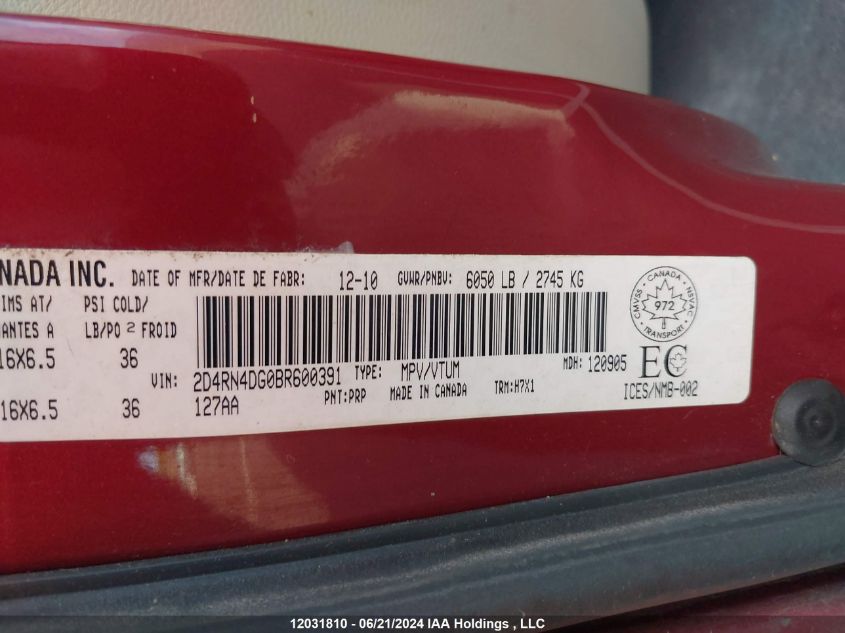 NADA INC. DATE OF MFR/DATE DE FABR: 12-10 GVWR/PNBV: 6050 LB / 2745 KG
IMS AT/ PSI COLD/
ANTES A LB/PO 2 FROID
16X6.5 36
VIN: 2D4RN4DG0BR600391 TYPE: MPV/VTUM MDH: 120905
16X6.5 36 127AA PNT:PRP MADE IN CANADA TRM:H7X1
CANADA
CMVSS
NSVAC
972
TRANSPORT
EC
ICES/NMB-002
12031810 - 06/21/2024 IAA Holdings , LLC